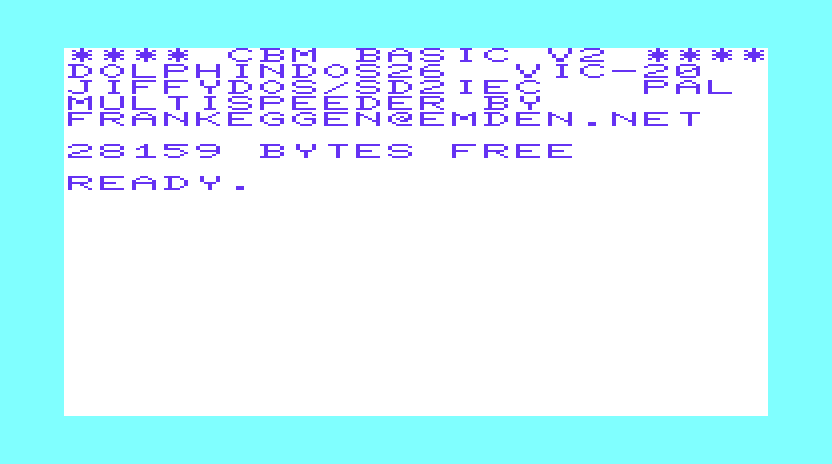 **** CBM BASIC V2 ****
DOLPHINDOS26  VIC-20
JIFFYDOS/SD2IEC   PAL
MULTISPEEDER BY
FRANKEGGEN@EMDEN.NET
28159 BYTES FREE
READY.